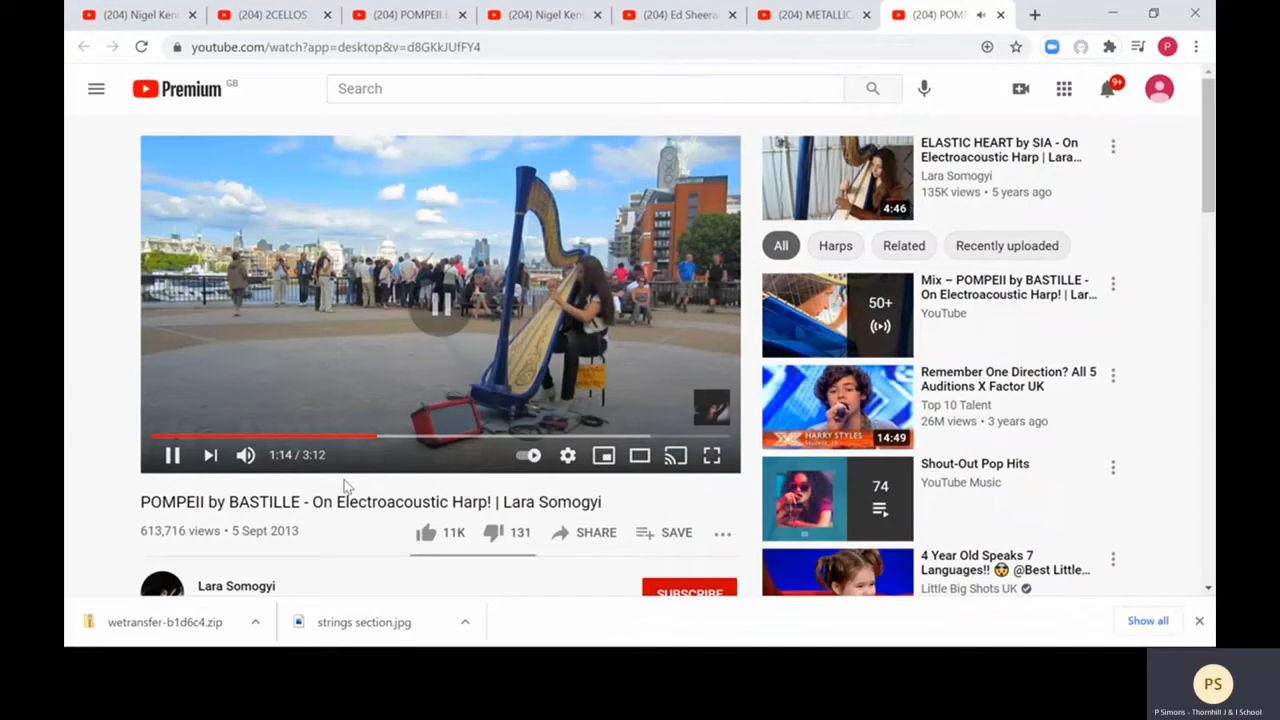 (204) Nigel Ken
(204) 2CELLOS
(204) POMPEII
(204) Nigel Ken
(204) Ed Sheera
(204) METALLIC
(204) POM
youtube.com/watch?app=desktop&v=d8GKkJUfFY4
P
Premium GB
Search
9+
ELASTIC HEART by SIA - On
Electroacoustic Harp | Lara...
Lara Somogyi
135K views • 5 years ago
4:46
All
Harps
Related
Recently uploaded
Mix – POMPEII by BASTILLE -
On Electroacoustic Harp! | Lar...
YouTube
50+
Remember One Direction? All 5
Auditions X Factor UK
Top 10 Talent
26M views • 3 years ago
HARRY STYLES
14:49
Shout-Out Pop Hits
YouTube Music
74
4 Year Old Speaks 7
Languages!! 😨 @Best Little...
Little Big Shots UK
1:14 / 3:12
POMPEII by BASTILLE - On Electroacoustic Harp! | Lara Somogyi
613,716 views • 5 Sept 2013
11K
131
SHARE
SAVE
Lara Somogyi
SUBSCRIBE
wetransfer-b1d6c4.zip
strings section.jpg
Show all
PS
P Simons - Thornhill J & I School